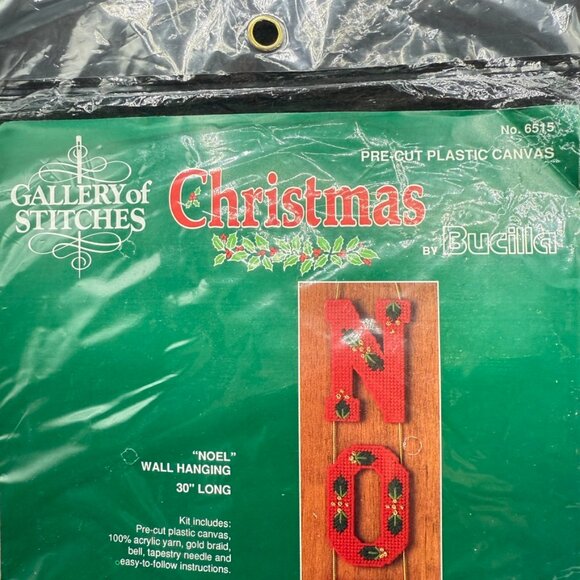 No. 6515
PRE-CUT PLASTIC CANVAS
GALLERY of
STITCHES
Christmas
BY Bucilla
N
O
"NOEL"
WALL HANGING
30" LONG
Kit includes:
Pre-cut plastic canvas,
100% acrylic yarn, gold braid,
bell, tapestry needle and
easy-to-follow instructions.